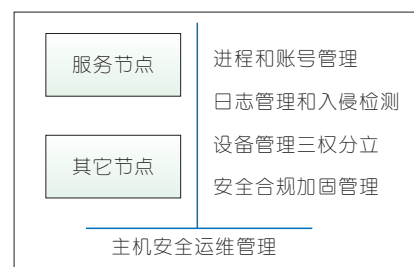 服务节点
其它节点
进程和账号管理
日志管理和入侵检测
设备管理三权分立
安全合规加固管理
主机安全运维管理